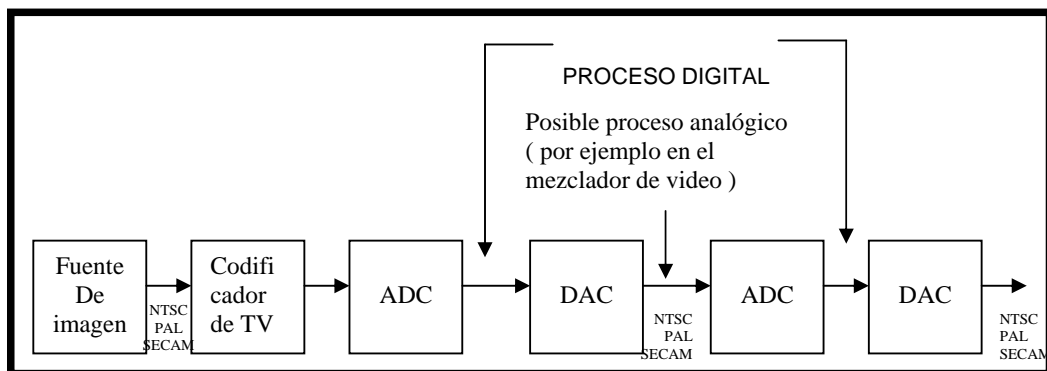 PROCESO DIGITAL
Posible proceso analógico
( por ejemplo en el
mezclador de video )
Fuente
De
imagen
NTSC
PAL
SECAM
Codifi
cador
de TV
ADC
DAC
NTSC
PAL
SECAM
ADC
DAC
NTSC
PAL
SECAM